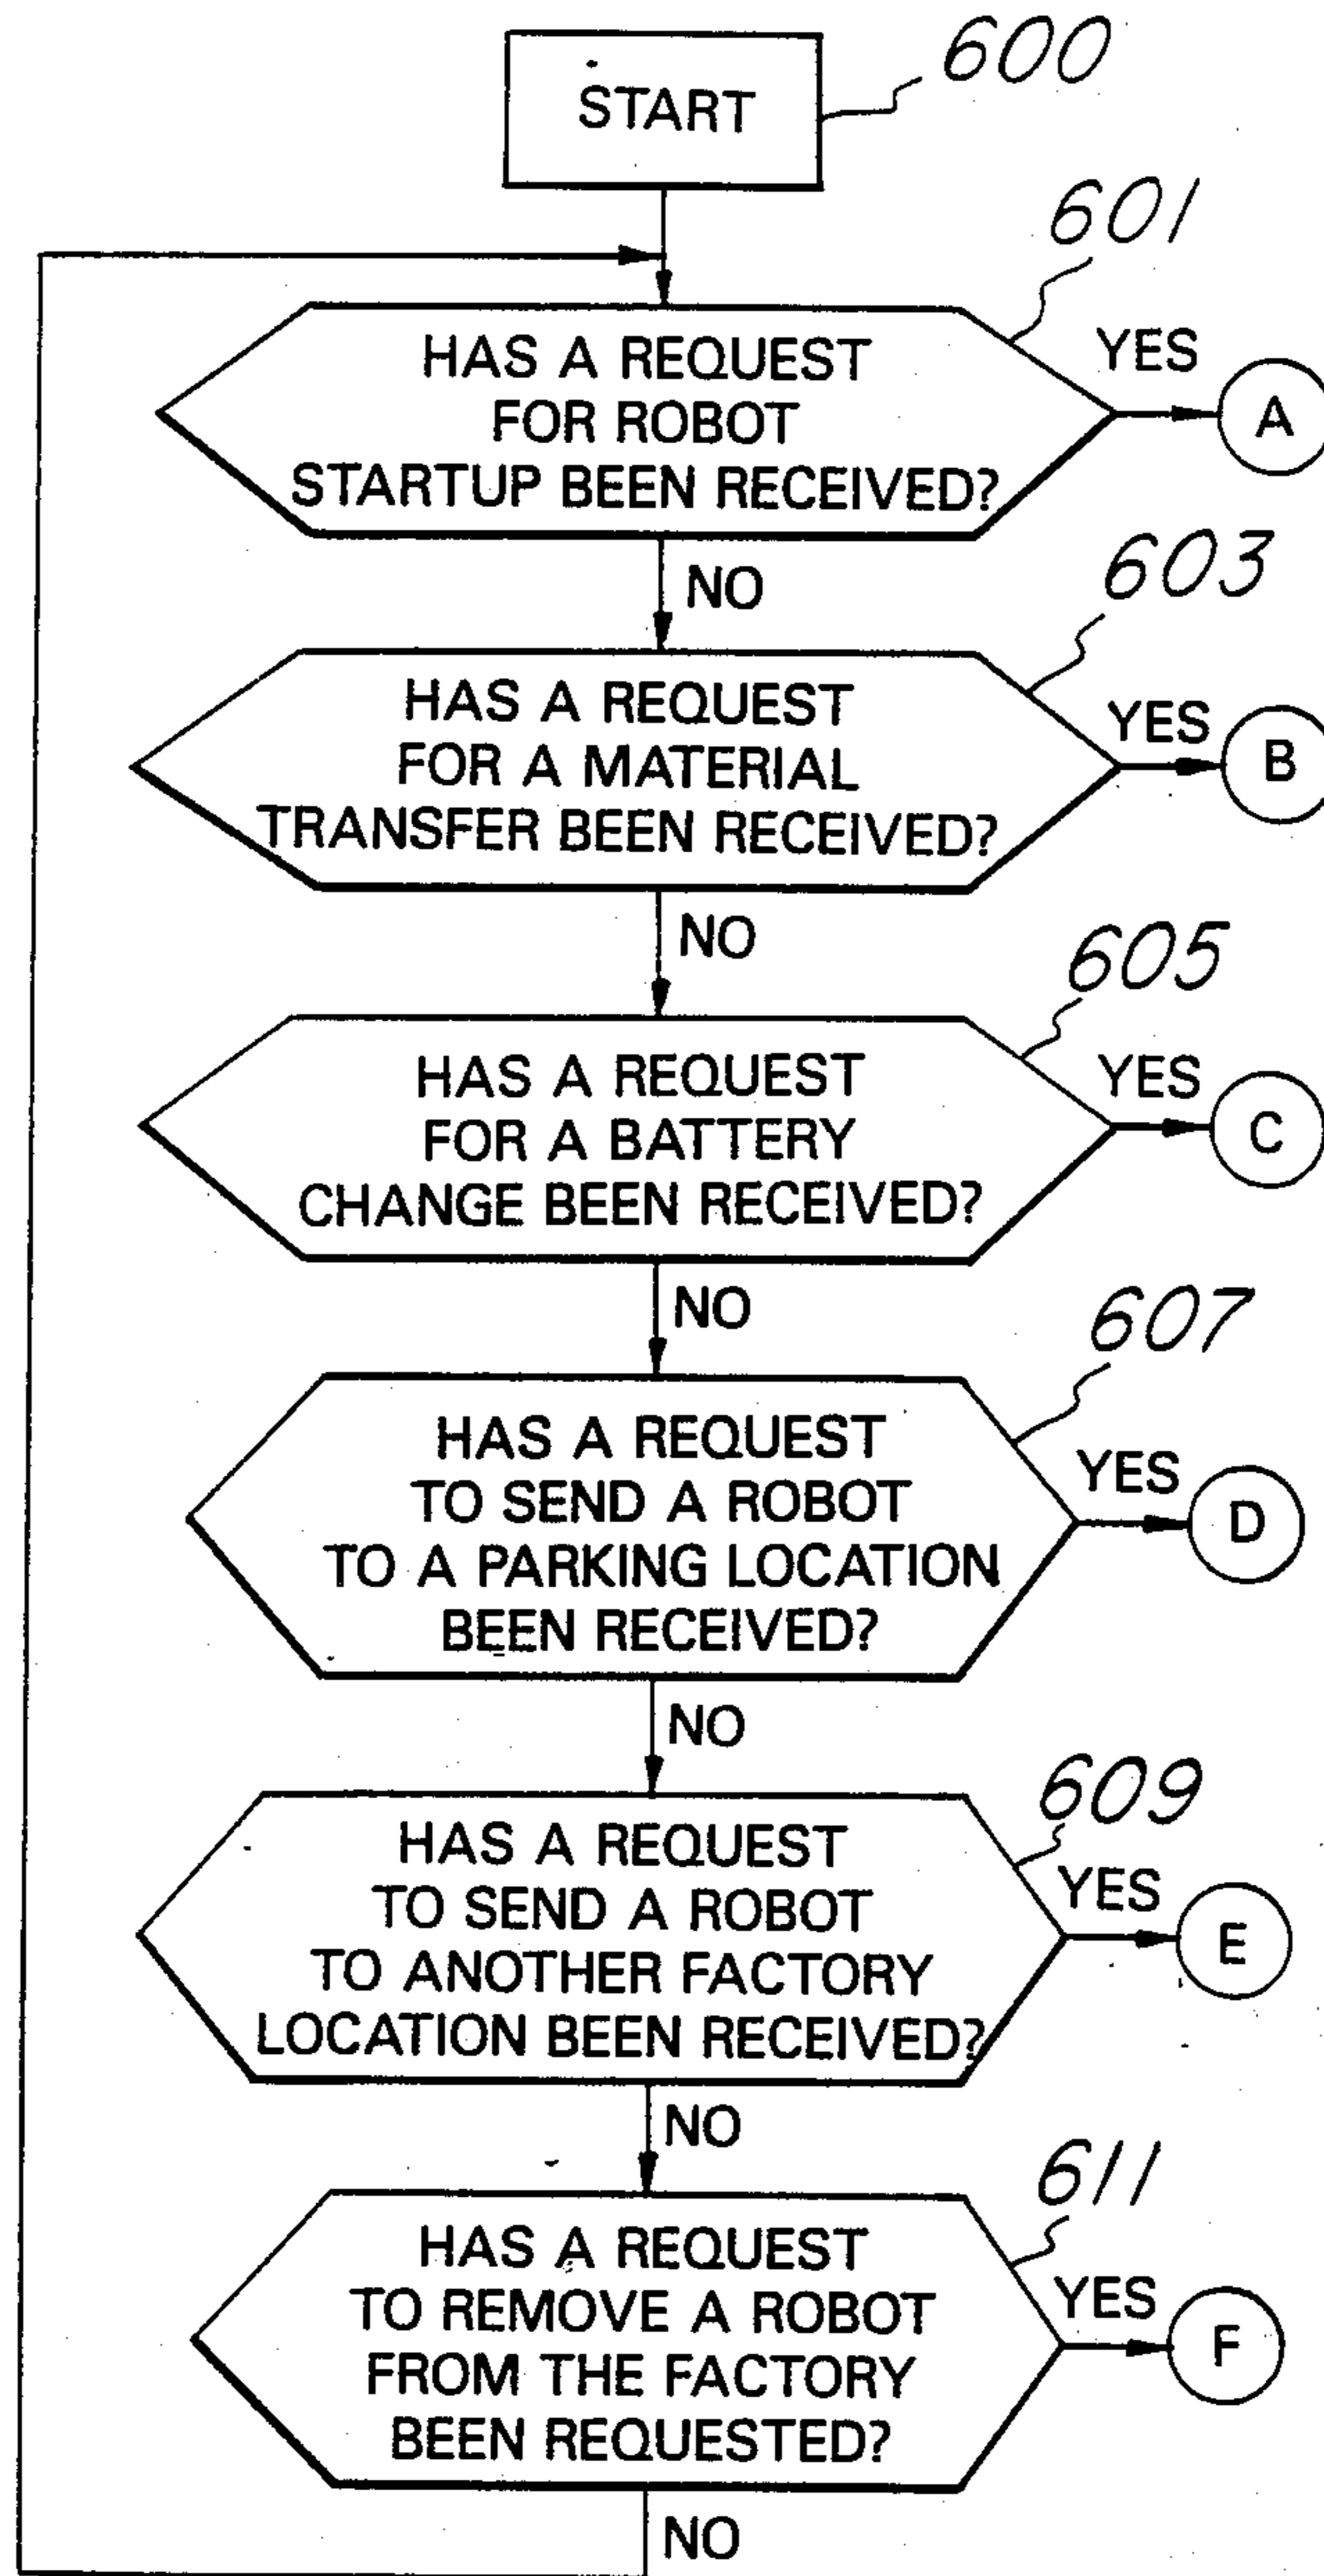 START
600
601
HAS A REQUEST
FOR ROBOT
STARTUP BEEN RECEIVED?
YES
A
NO
603
HAS A REQUEST
FOR A MATERIAL
TRANSFER BEEN RECEIVED?
YES
B
NO
605
HAS A REQUEST
FOR A BATTERY
CHANGE BEEN RECEIVED?
YES
C
NO
607
HAS A REQUEST
TO SEND A ROBOT
TO A PARKING LOCATION
BEEN RECEIVED?
YES
D
NO
609
HAS A REQUEST
TO SEND A ROBOT
TO ANOTHER FACTORY
LOCATION BEEN RECEIVED?
YES
E
NO
611
HAS A REQUEST
TO REMOVE A ROBOT
FROM THE FACTORY
BEEN REQUESTED?
YES
F
NO